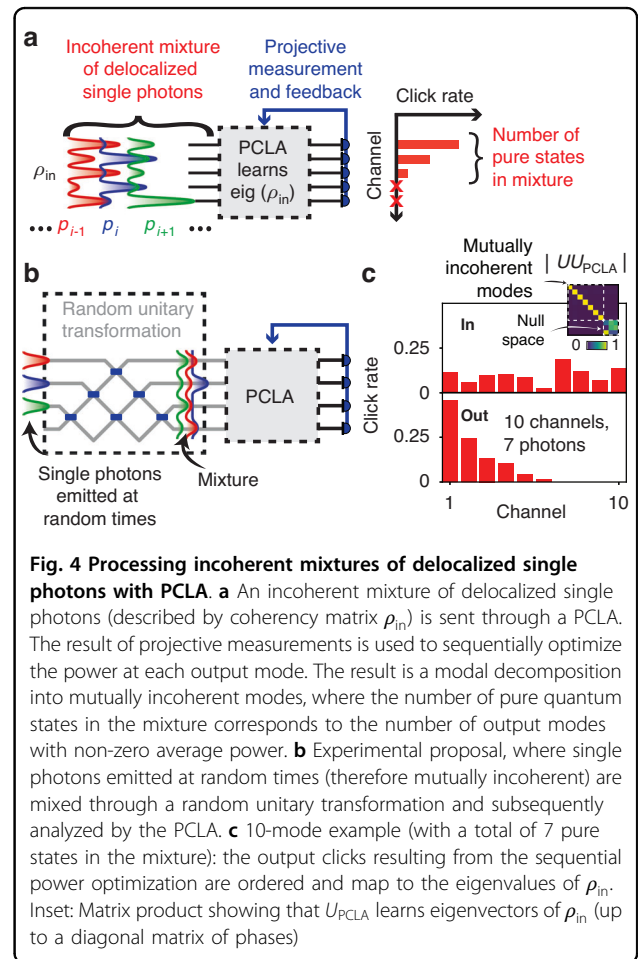 a
Incoherent mixture
of delocalized
single photons
Projective
measurement
and feedback
Click rate
Channel
Number of
pure states
in mixture
ρin
PCLA
learns
eig (ρin)
... pi-1 pi pi+1 ...
b
Random unitary
transformation
PCLA
Single photons
emitted at
random times
Mixture
c
Mutually
incoherent
modes
| UUPCLA |
Null
space
0 1
In
0.25
0
Click rate
Out
10 channels,
7 photons
0.25
0
1 10
Channel
Fig. 4 Processing incoherent mixtures of delocalized single
photons with PCLA. a An incoherent mixture of delocalized single
photons (described by coherency matrix ρin) is sent through a PCLA.
The result of projective measurements is used to sequentially optimize
the power at each output mode. The result is a modal decomposition
into mutually incoherent modes, where the number of pure quantum
states in the mixture corresponds to the number of output modes
with non-zero average power. b Experimental proposal, where single
photons emitted at random times (therefore mutually incoherent) are
mixed through a random unitary transformation and subsequently
analyzed by the PCLA. c 10-mode example (with a total of 7 pure
states in the mixture): the output clicks resulting from the sequential
power optimization are ordered and map to the eigenvalues of ρin.
Inset: Matrix product showing that UPCLA learns eigenvectors of ρin (up
to a diagonal matrix of phases)